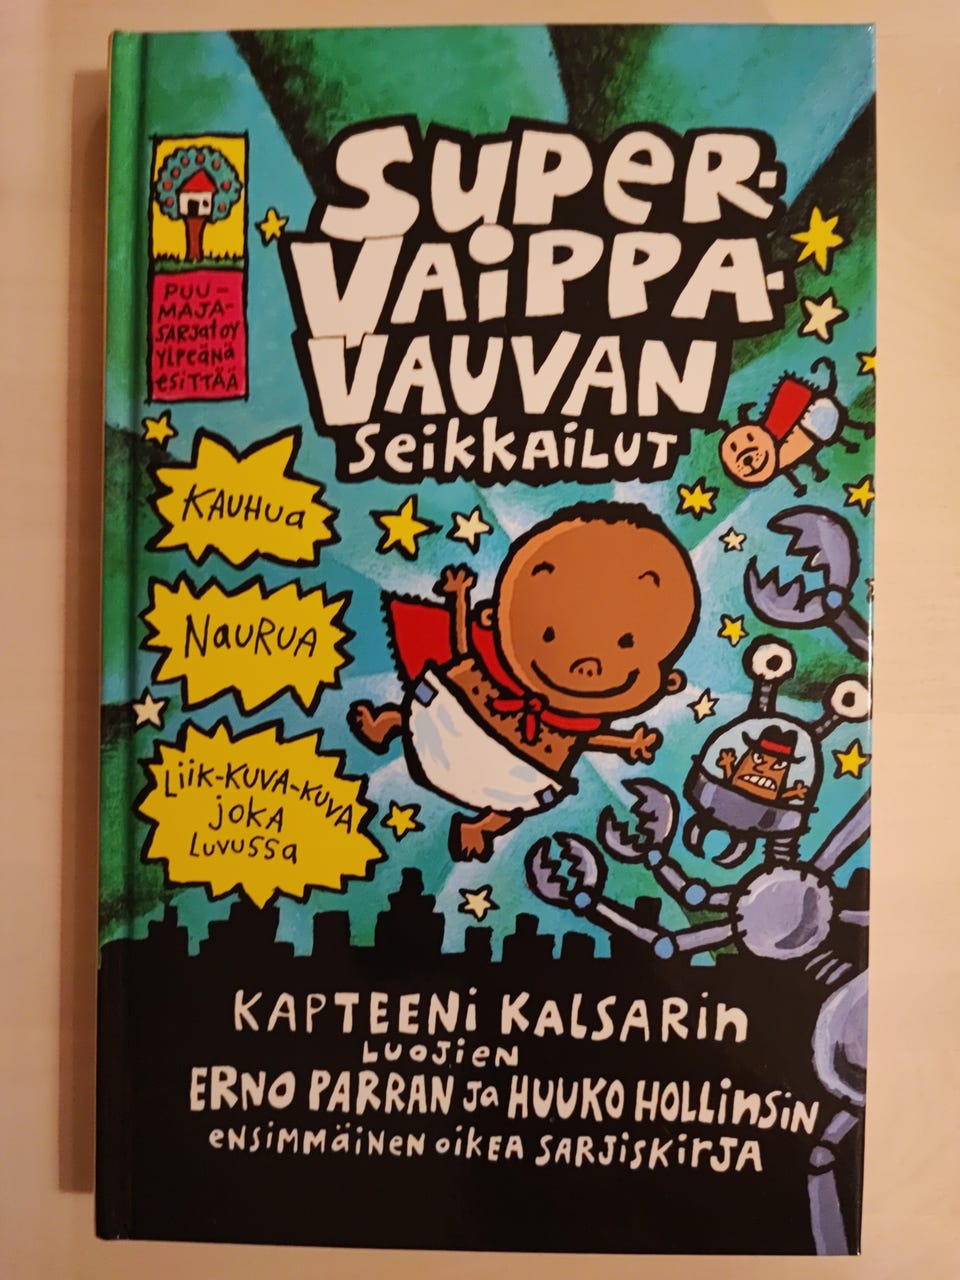 SUPER-
VAIPPA-
VAUVAN
SEIKKAILUT
PUU-
MAJA-
SARJAT OY
YLPEÄNÄ
ESITTÄÄ
KAUHUA
NAURUA
LIIK-KUVA-KUVA
JOKA
LUVUSSA
KAPTEENI KALSARIN
LUOJIEN
ERNO PARRAN JA HUUKO HOLLINSIN
ENSIMMÄINEN OIKEA SARJISKIRJA